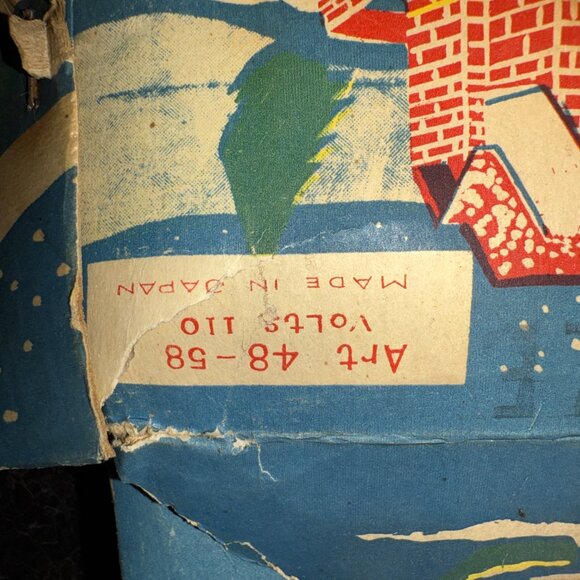 Art 48-58
VOLTS 110
MADE IN JAPAN